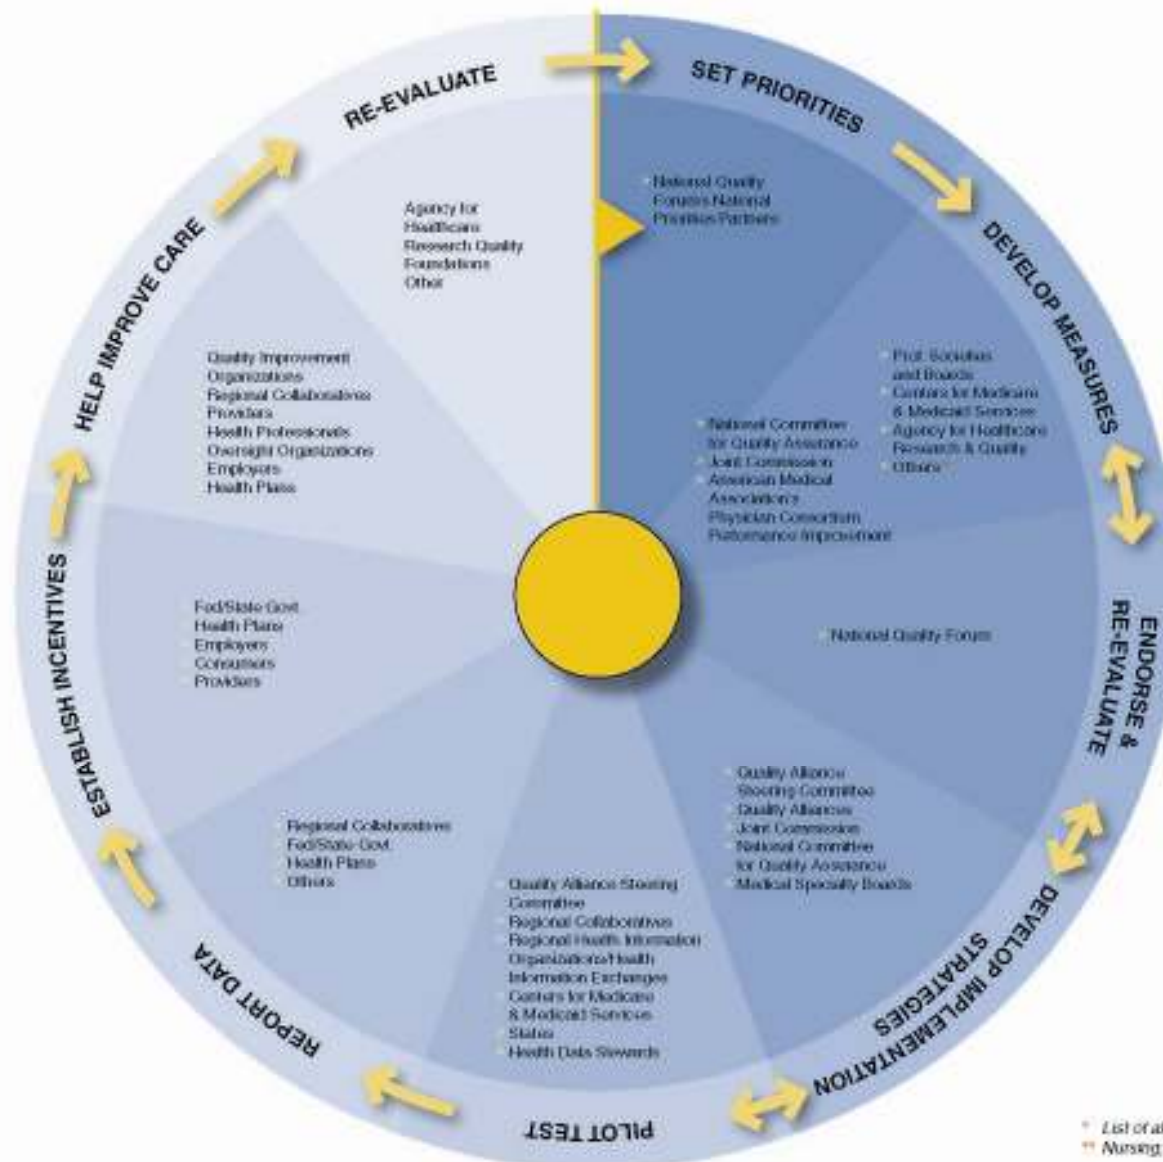 SET PRIORITIES
National Quality
Forum's National
Priorities Partners
DEVELOP MEASURES
Prof. Societies
and Boards
Centers for Medicare
& Medicaid Services
Agency for Healthcare
Research & Quality
Others
National Committee
for Quality Assurance
Joint Commission
American Medical
Association's
Physician Consortium
Performance Improvement
ENDORSE &
RE-EVALUATE
National Quality Forum
DEVELOP IMPLEMENTATION
STRATEGIES
Quality Alliance
Steering Committee
Quality Alliances
Joint Commission
National Committee
for Quality Assurance
Medical Specialty Boards
PILOT TEST
Quality Alliance Steering
Committee
Regional Collaboratives
Regional Health Information
Organizations/Health
Information Exchanges
Centers for Medicare
& Medicaid Services
States
Health Data Stewards
REPORT DATA
Regional Collaboratives
Fed/State Govt.
Health Plans
Others
ESTABLISH INCENTIVES
Fed/State Govt.
Health Plans
Employers
Consumers
Providers
HELP IMPROVE CARE
Quality Improvement
Organizations
Regional Collaboratives
Providers
Health Professionals
Oversight Organizations
Employers
Health Plans
RE-EVALUATE
Agency for
Healthcare
Research Quality
Foundations
Other
* List of
** Nursing